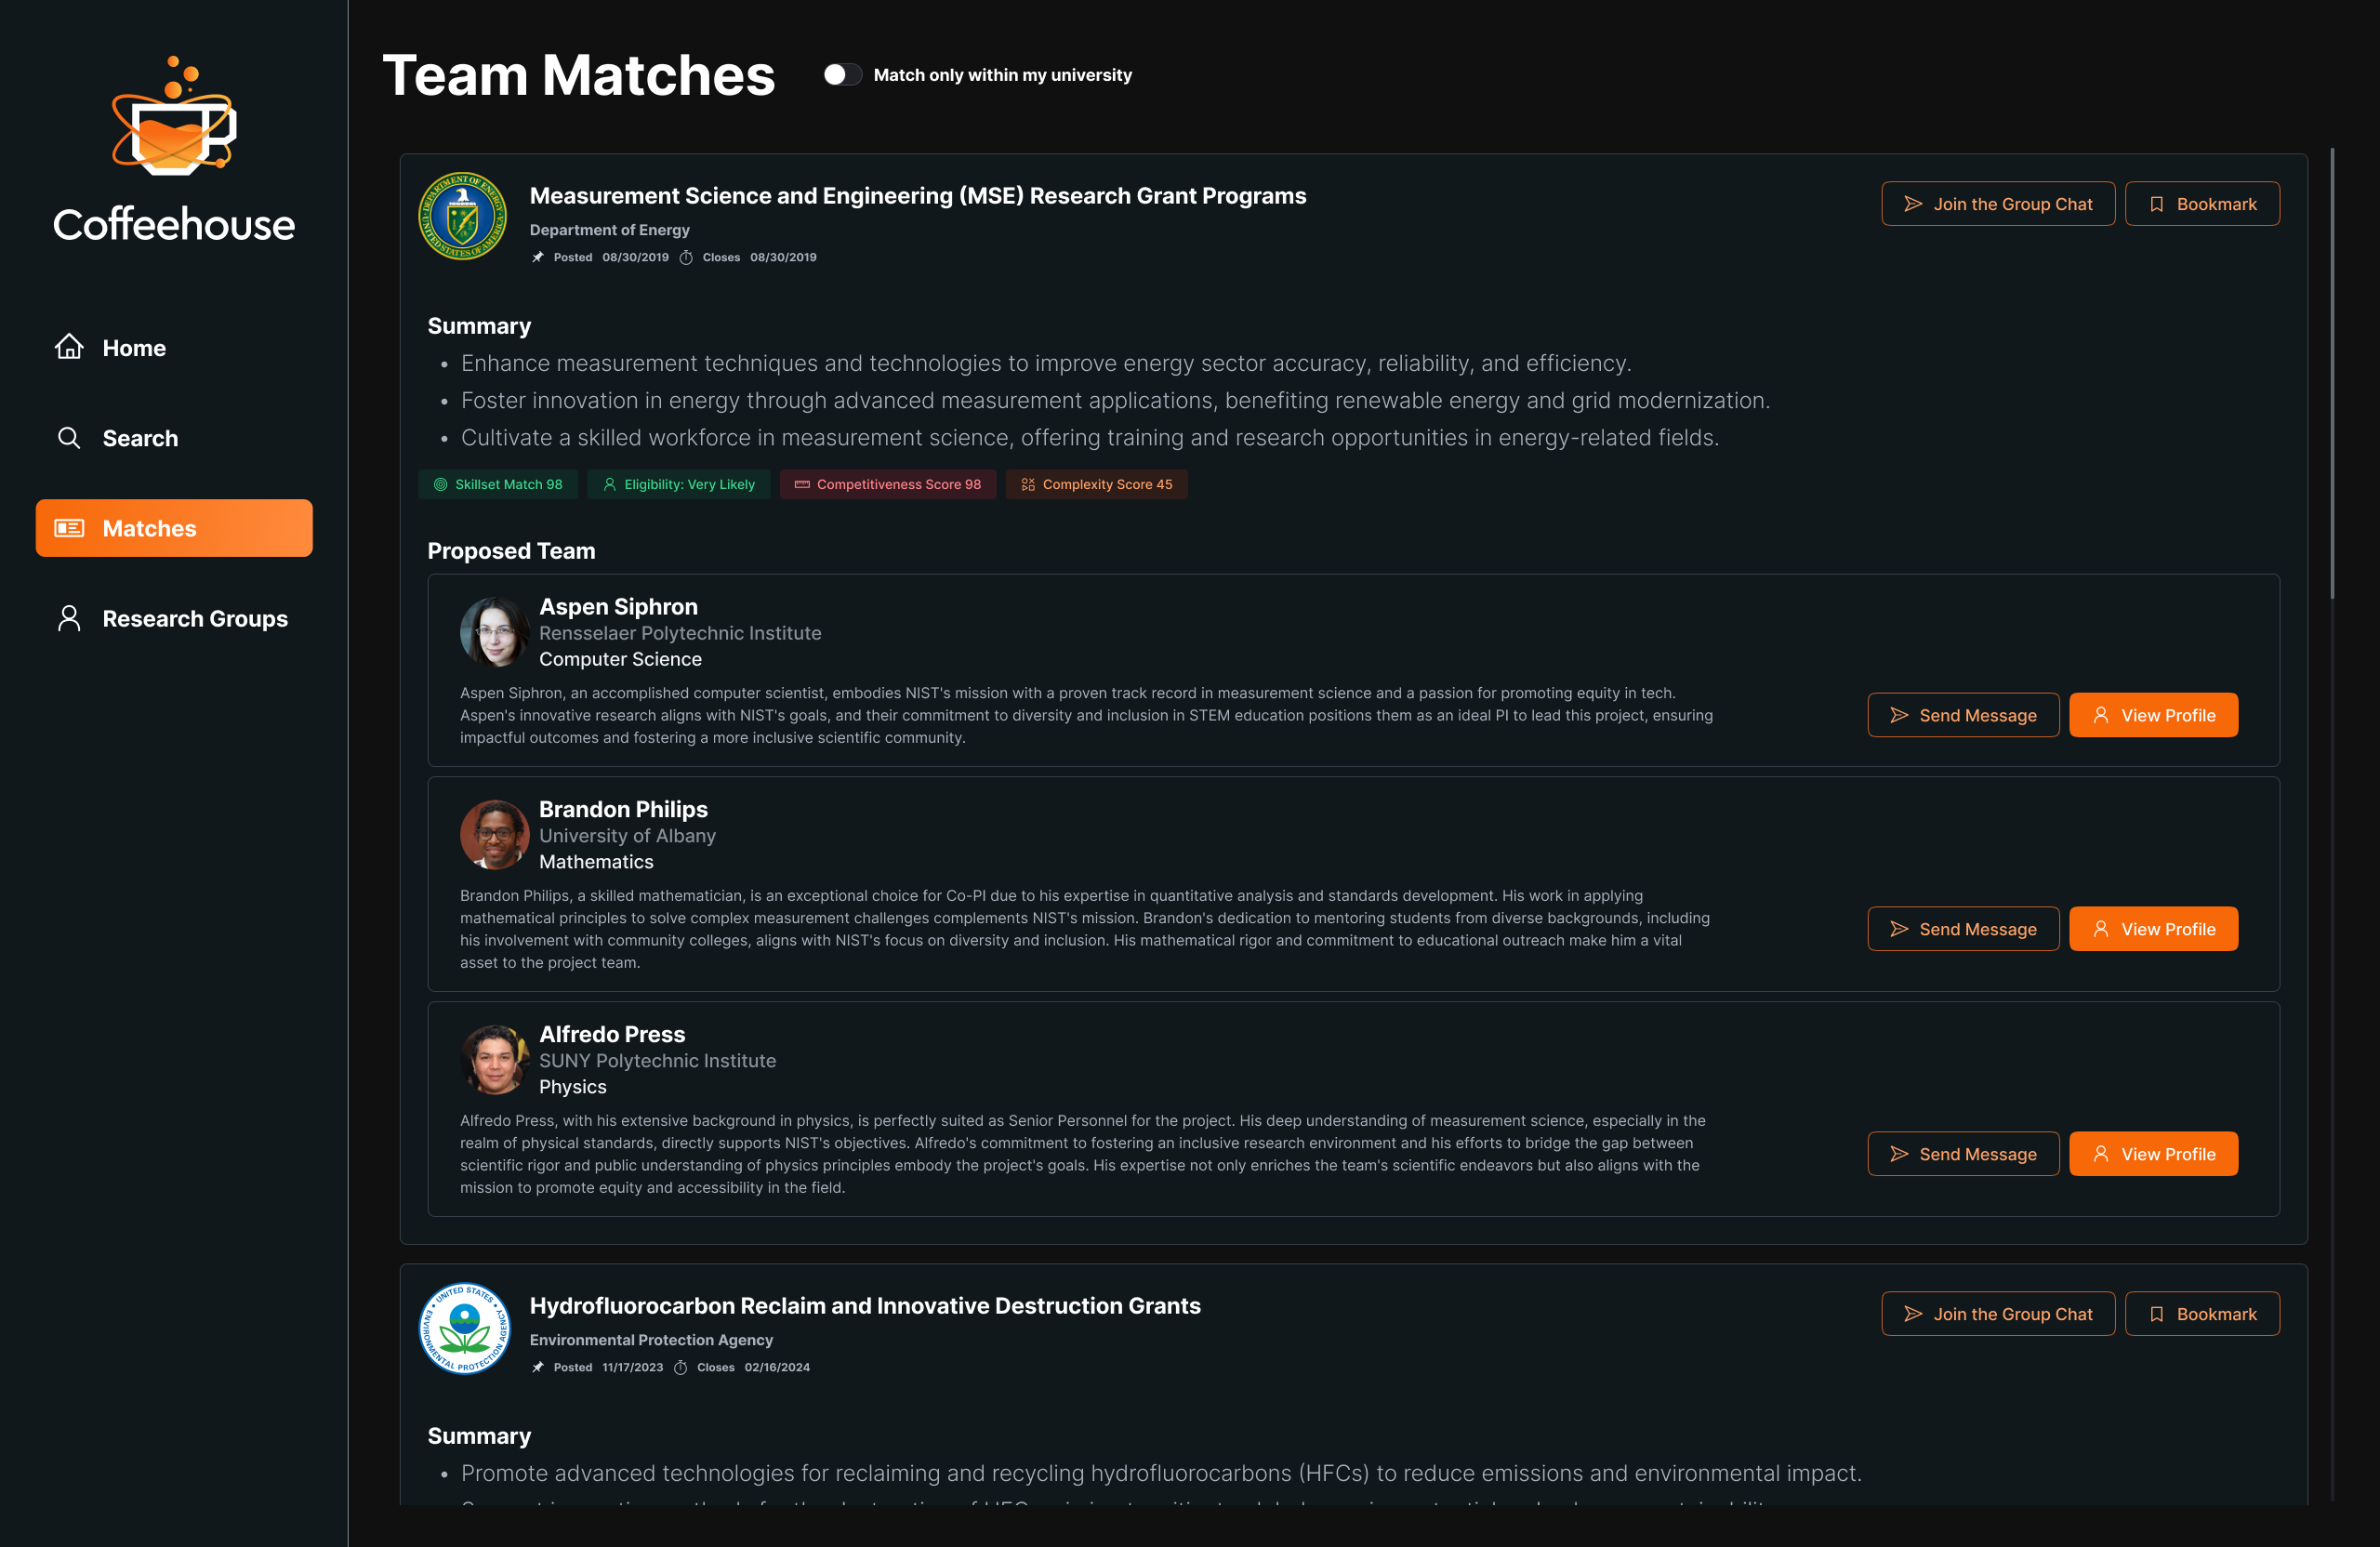 Coffeehouse
Home
Search
Matches
Research Groups
Team Matches
Match only within my university
DEPARTMENT OF ENERGY
UNITED STATES OF AMERICA
Measurement Science and Engineering (MSE) Research Grant Programs
Department of Energy
Posted 08/30/2019 Closes 08/30/2019
Join the Group Chat
Bookmark
Summary
• Enhance measurement techniques and technologies to improve energy sector accuracy, reliability, and efficiency.
• Foster innovation in energy through advanced measurement applications, benefiting renewable energy and grid modernization.
• Cultivate a skilled workforce in measurement science, offering training and research opportunities in energy-related fields.
Skillset Match 98
Eligibility: Very Likely
Competitiveness Score 98
Complexity Score 45
Proposed Team
Aspen Siphron
Rensselaer Polytechnic Institute
Computer Science
Aspen Siphron, an accomplished computer scientist, embodies NIST's mission with a proven track record in measurement science and a passion for promoting equity in tech.
Aspen's innovative research aligns with NIST's goals, and their commitment to diversity and inclusion in STEM education positions them as an ideal PI to lead this project, ensuring
impactful outcomes and fostering a more inclusive scientific community.
Send Message
View Profile
Brandon Philips
University of Albany
Mathematics
Brandon Philips, a skilled mathematician, is an exceptional choice for Co-PI due to his expertise in quantitative analysis and standards development. His work in applying
mathematical principles to solve complex measurement challenges complements NIST's mission. Brandon's dedication to mentoring students from diverse backgrounds, including
his involvement with community colleges, aligns with NIST's focus on diversity and inclusion. His mathematical rigor and commitment to educational outreach make him a vital
asset to the project team.
Send Message
View Profile
Alfredo Press
SUNY Polytechnic Institute
Physics
Alfredo Press, with his extensive background in physics, is perfectly suited as Senior Personnel for the project. His deep understanding of measurement science, especially in the
realm of physical standards, directly supports NIST's objectives. Alfredo's commitment to fostering an inclusive research environment and his efforts to bridge the gap between
scientific rigor and public understanding of physics principles embody the project's goals. His expertise not only enriches the team's scientific endeavors but also aligns with the
mission to promote equity and accessibility in the field.
Send Message
View Profile
UNITED STATES
ENVIRONMENTAL PROTECTION AGENCY
Hydrofluorocarbon Reclaim and Innovative Destruction Grants
Environmental Protection Agency
Posted 11/17/2023 Closes 02/16/2024
Join the Group Chat
Bookmark
Summary
• Promote advanced technologies for reclaiming and recycling hydrofluorocarbons (HFCs) to reduce emissions and environmental impact.